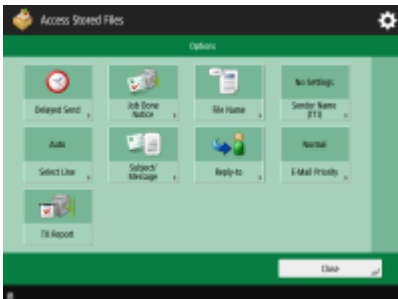 Access Stored Files
Options
Delayed Send
Job Done
Notice
File Name
No Settings
Sender Name
(TTI)
Auto
Select Line
Subject/
Message
Reply-to
Normal
E-Mail Priority
TX Report
Close